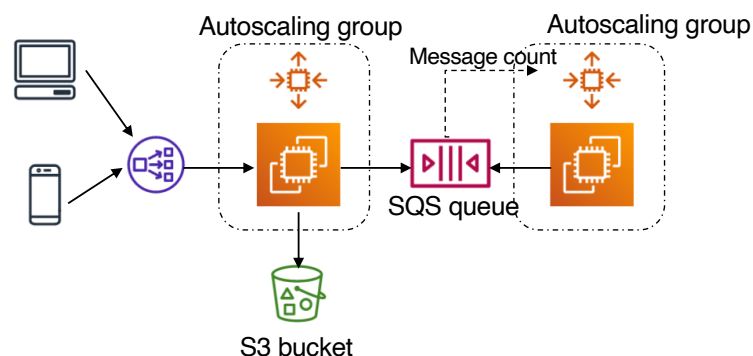 Autoscaling group
Autoscaling group
Message count
SQS queue
S3 bucket